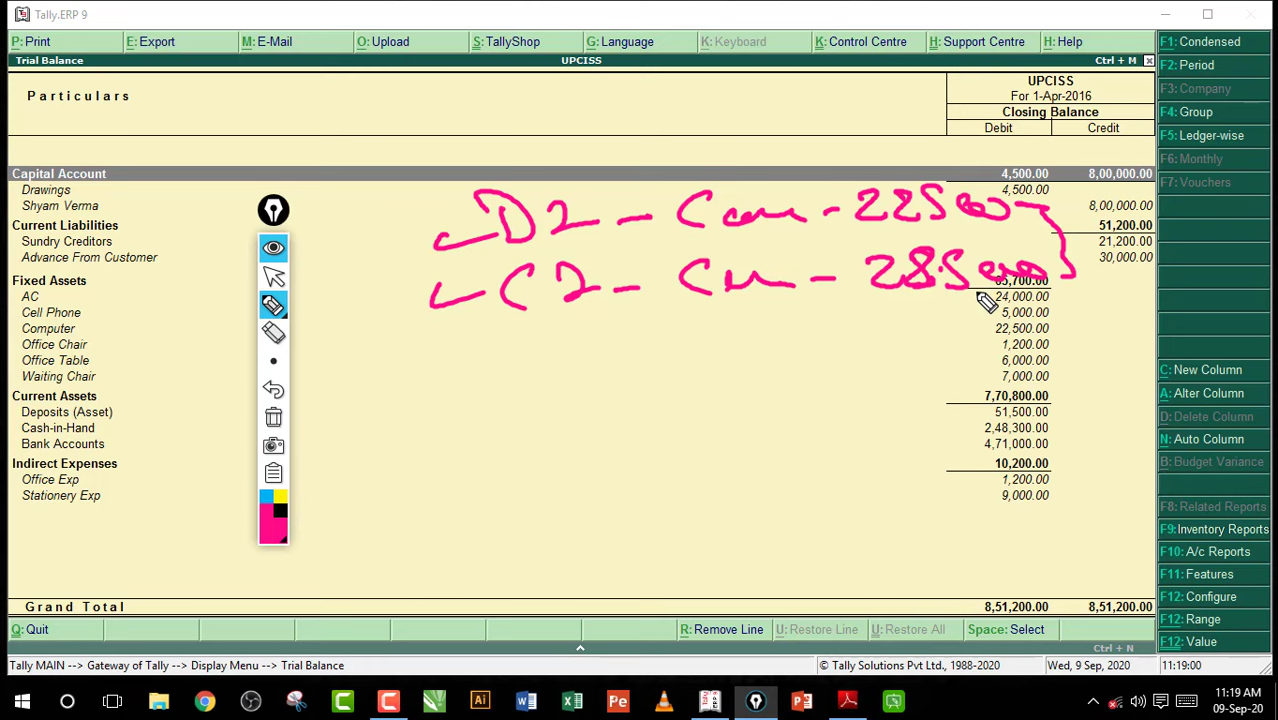 Tally.ERP 9
P: Print E: Export M: E-Mail O: Upload S: TallyShop G: Language K: Keyboard K: Control Centre H: Support Centre H: Help
Trial Balance UPCISS Ctrl + M
Particulars
UPCISS
For 1-Apr-2016
Closing Balance
Debit Credit
Capital Account 4,500.00 8,00,000.00
Drawings 4,500.00
Shyam Verma 8,00,000.00
Current Liabilities 51,200.00
Sundry Creditors 21,200.00
Advance From Customer 30,000.00
Fixed Assets 65,700.00
AC 24,000.00
Cell Phone 5,000.00
Computer 22,500.00
Office Chair 1,200.00
Office Table 6,000.00
Waiting Chair 7,000.00
Current Assets 7,70,800.00
Deposits (Asset) 51,500.00
Cash-in-Hand 2,48,300.00
Bank Accounts 4,71,000.00
Indirect Expenses 10,200.00
Office Exp 1,200.00
Stationery Exp 9,000.00
Grand Total 8,51,200.00 8,51,200.00
D2 -
C2 -
F1: Condensed
F2: Period
F3: Company
F4: Group
F5: Ledger-wise
F6: Monthly
F7: Vouchers
C: New Column
A: Alter Column
D: Delete Column
N: Auto Column
B: Budget Variance
F8: Related Reports
F9: Inventory Reports
F10: A/c Reports
F11: Features
F12: Configure
F12: Range
F12: Value
Q: Quit R: Remove Line U: Restore Line U: Restore All Space: Select
Ctrl + N
Tally MAIN --> Gateway of Tally --> Display Menu --> Trial Balance © Tally Solutions Pvt Ltd., 1988-2020 Wed, 9 Sep, 2020 11:19:00
11:19 AM
09-Sep-20